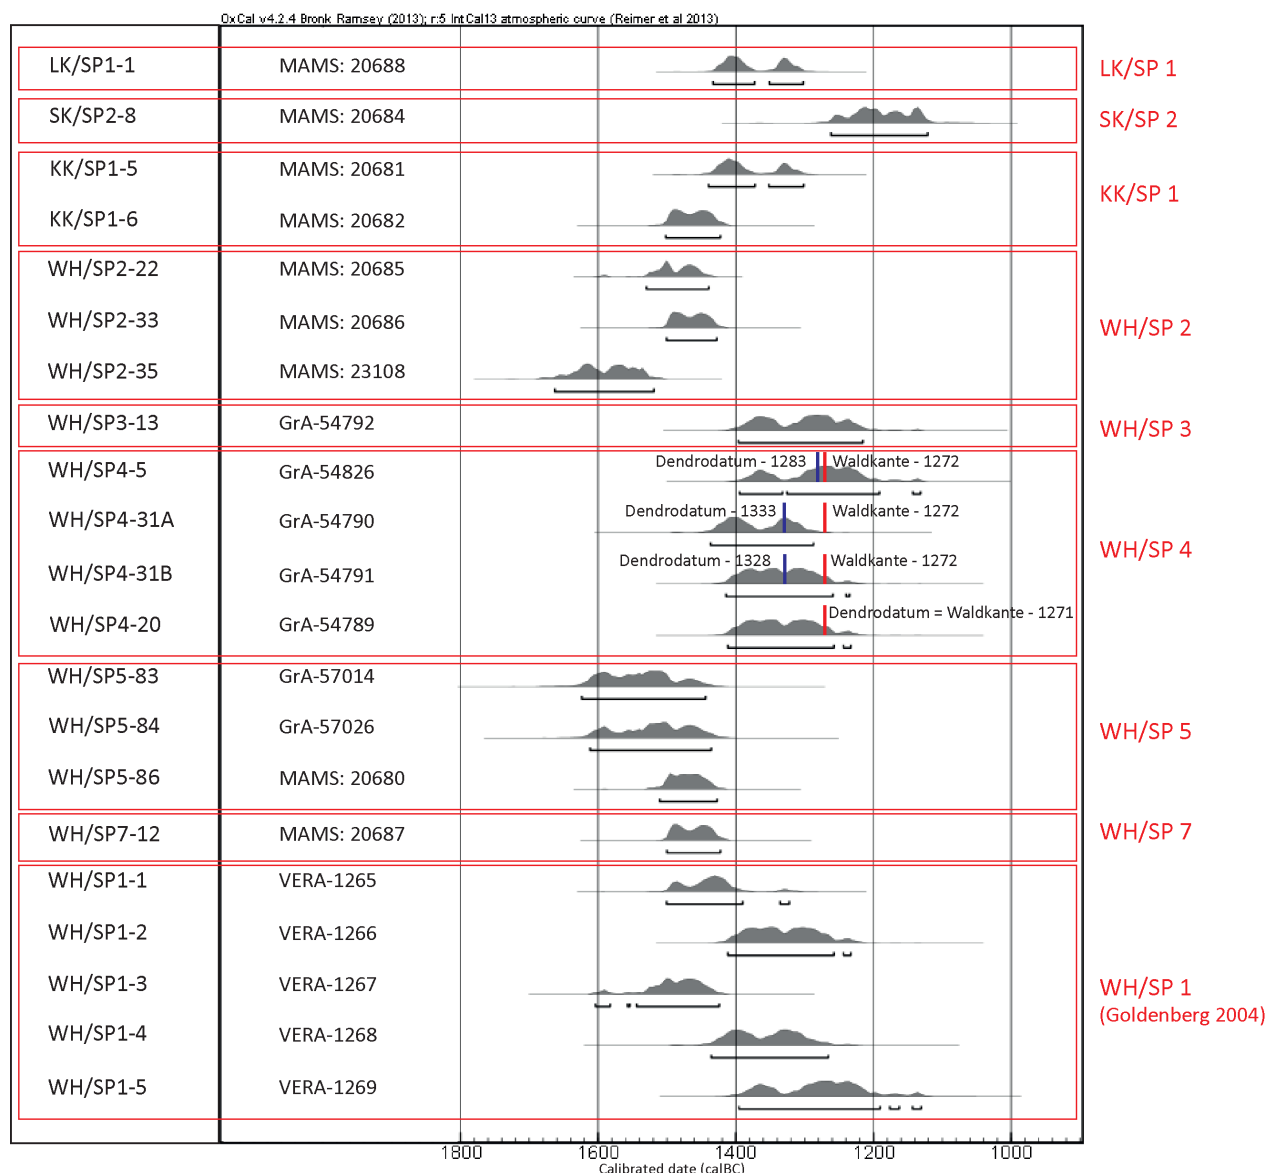 OxCal v4.2.4 Bronk Ramsey (2013); r:5 IntCal13 atmospheric curve (Reimer et al 2013)
LK/SP1-1 MAMS: 20688 LK/SP 1
SK/SP2-8 MAMS: 20684 SK/SP 2
KK/SP1-5 MAMS: 20681
KK/SP 1
KK/SP1-6 MAMS: 20682
WH/SP2-22 MAMS: 20685
WH/SP2-33 MAMS: 20686 WH/SP 2
WH/SP2-35 MAMS: 23108
WH/SP3-13 GrA-54792 WH/SP 3
WH/SP4-5 GrA-54826 Dendrodatum - 1283 Waldkante - 1272
WH/SP4-31A GrA-54790 Dendrodatum - 1333 Waldkante - 1272
WH/SP 4
WH/SP4-31B GrA-54791 Dendrodatum - 1328 Waldkante - 1272
WH/SP4-20 GrA-54789 Dendrodatum = Waldkante - 1271
WH/SP5-83 GrA-57014
WH/SP5-84 GrA-57026 WH/SP 5
WH/SP5-86 MAMS: 20680
WH/SP7-12 MAMS: 20687 WH/SP 7
WH/SP1-1 VERA-1265
WH/SP1-2 VERA-1266
WH/SP1-3 VERA-1267 WH/SP 1
(Goldenberg 2004)
WH/SP1-4 VERA-1268
WH/SP1-5 VERA-1269
1800 1600 1400 1200 1000
Calibrated date (calBC)